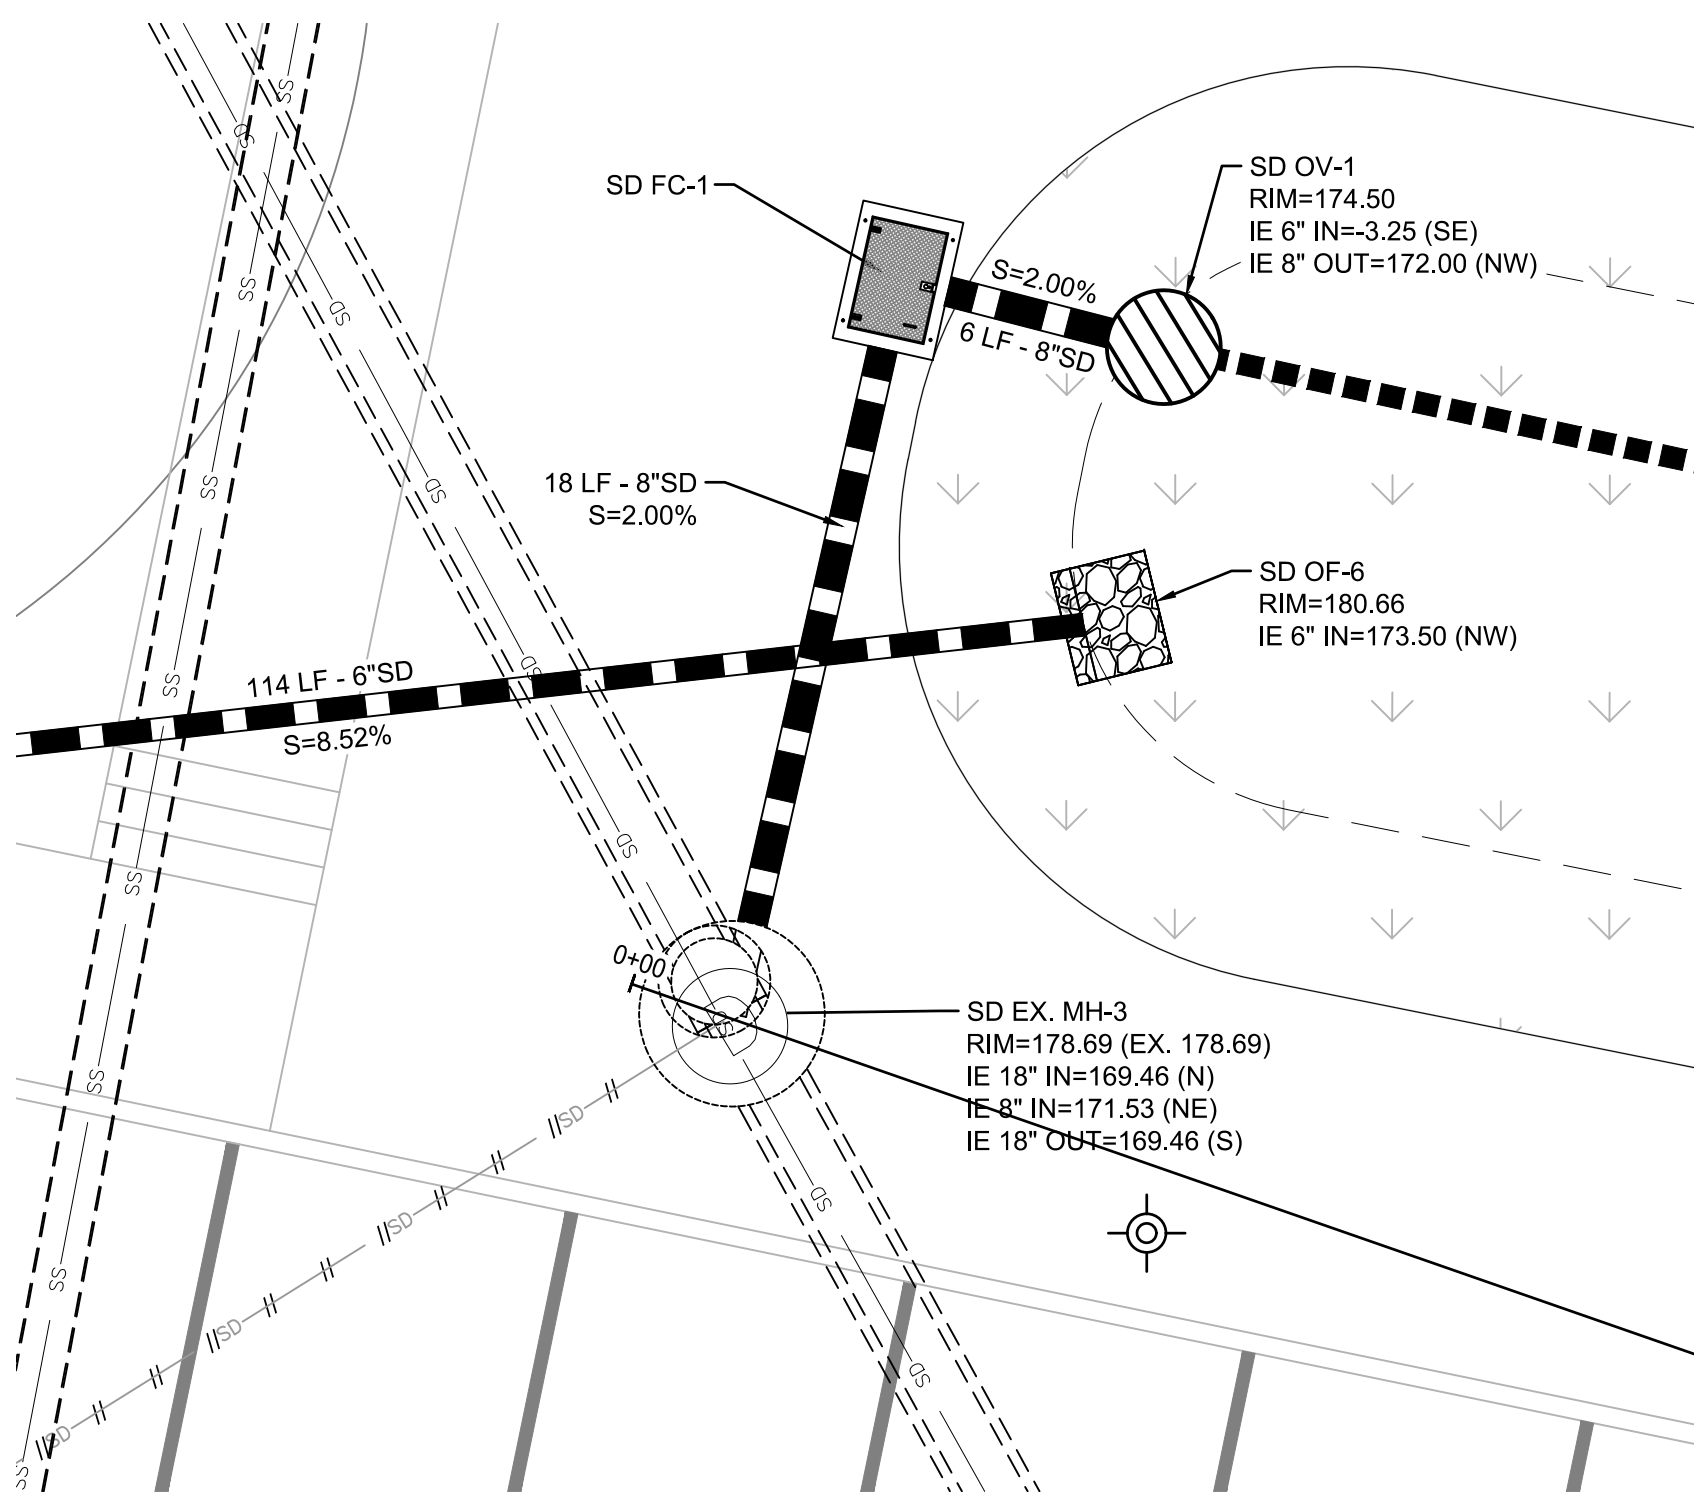 SD OV-1
RIM=174.50
IE 6" IN=-3.25 (SE)
IE 8" OUT=172.00 (NW)
SD FC-1
S=2.00%
6 LF - 8"SD
18 LF - 8"SD
S=2.00%
SD OF-6
RIM=180.66
IE 6" IN=173.50 (NW)
114 LF - 6"SD
S=8.52%
0+00
SD EX. MH-3
RIM=178.69 (EX. 178.69)
IE 18" IN=169.46 (N)
IE 8" IN=171.53 (NE)
IE 18" OUT=169.46 (S)
SS
SS
SS
SS
SS
SS
SS
SS
SD
SD
SD
SD
SD
SD
SD
SD
SD
SD
SD
SD